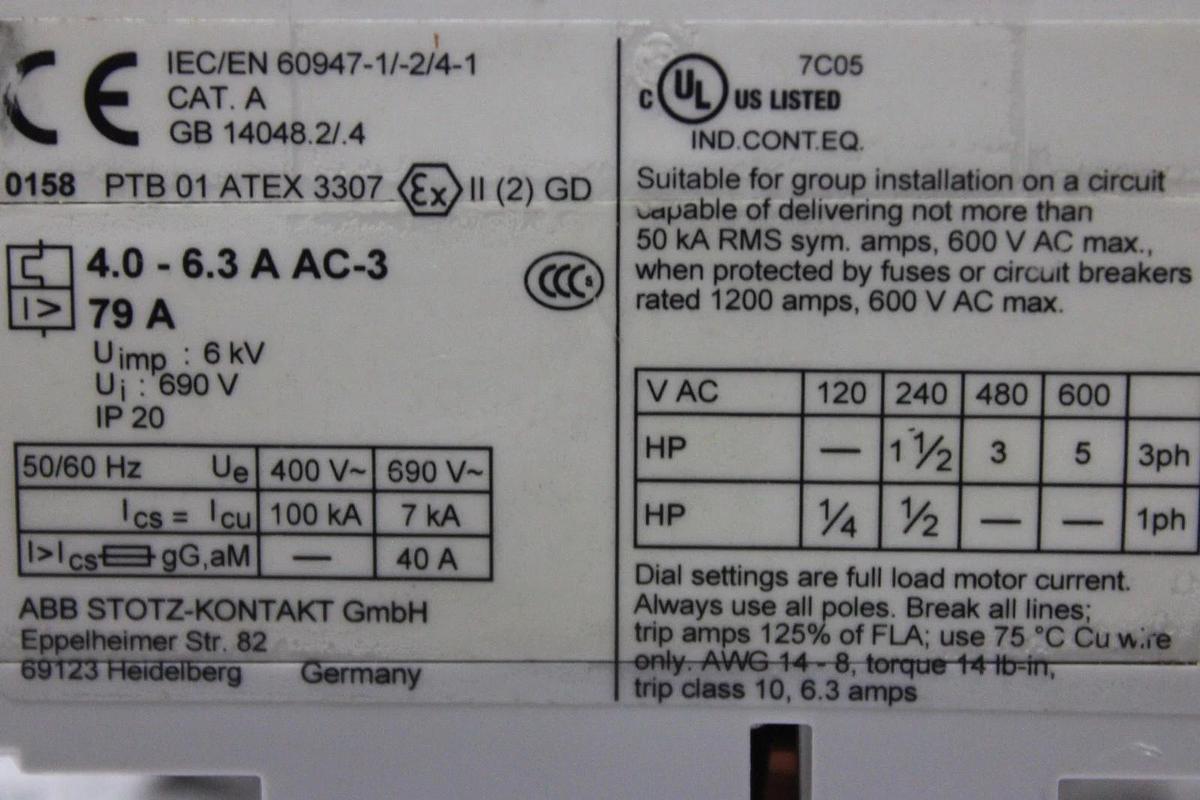 CE IEC/EN 60947-1/-2/4-1
CAT. A
GB 14048.2/.4
0158 PTB 01 ATEX 3307 Ex II (2) GD
4.0 - 6.3 A AC-3
I> 79 A
Uimp : 6 kV
Ui : 690 V
IP 20
CCC S
50/60 Hz Ue 400 V~ 690 V~
Ics = Icu 100 kA 7 kA
I>Ics gG,aM — 40 A
ABB STOTZ-KONTAKT GmbH
Eppelheimer Str. 82
69123 Heidelberg Germany
7C05
C UL US LISTED
IND.CONT.EQ.
Suitable for group installation on a circuit
capable of delivering not more than
50 kA RMS sym. amps, 600 V AC max.,
when protected by fuses or circuit breakers
rated 1200 amps, 600 V AC max.
V AC 120 240 480 600
HP — 1 1/2 3 5 3ph
HP 1/4 1/2 — — 1ph
Dial settings are full load motor current.
Always use all poles. Break all lines;
trip amps 125% of FLA; use 75 °C Cu wire
only. AWG 14 - 8, torque 14 lb-in,
trip class 10, 6.3 amps